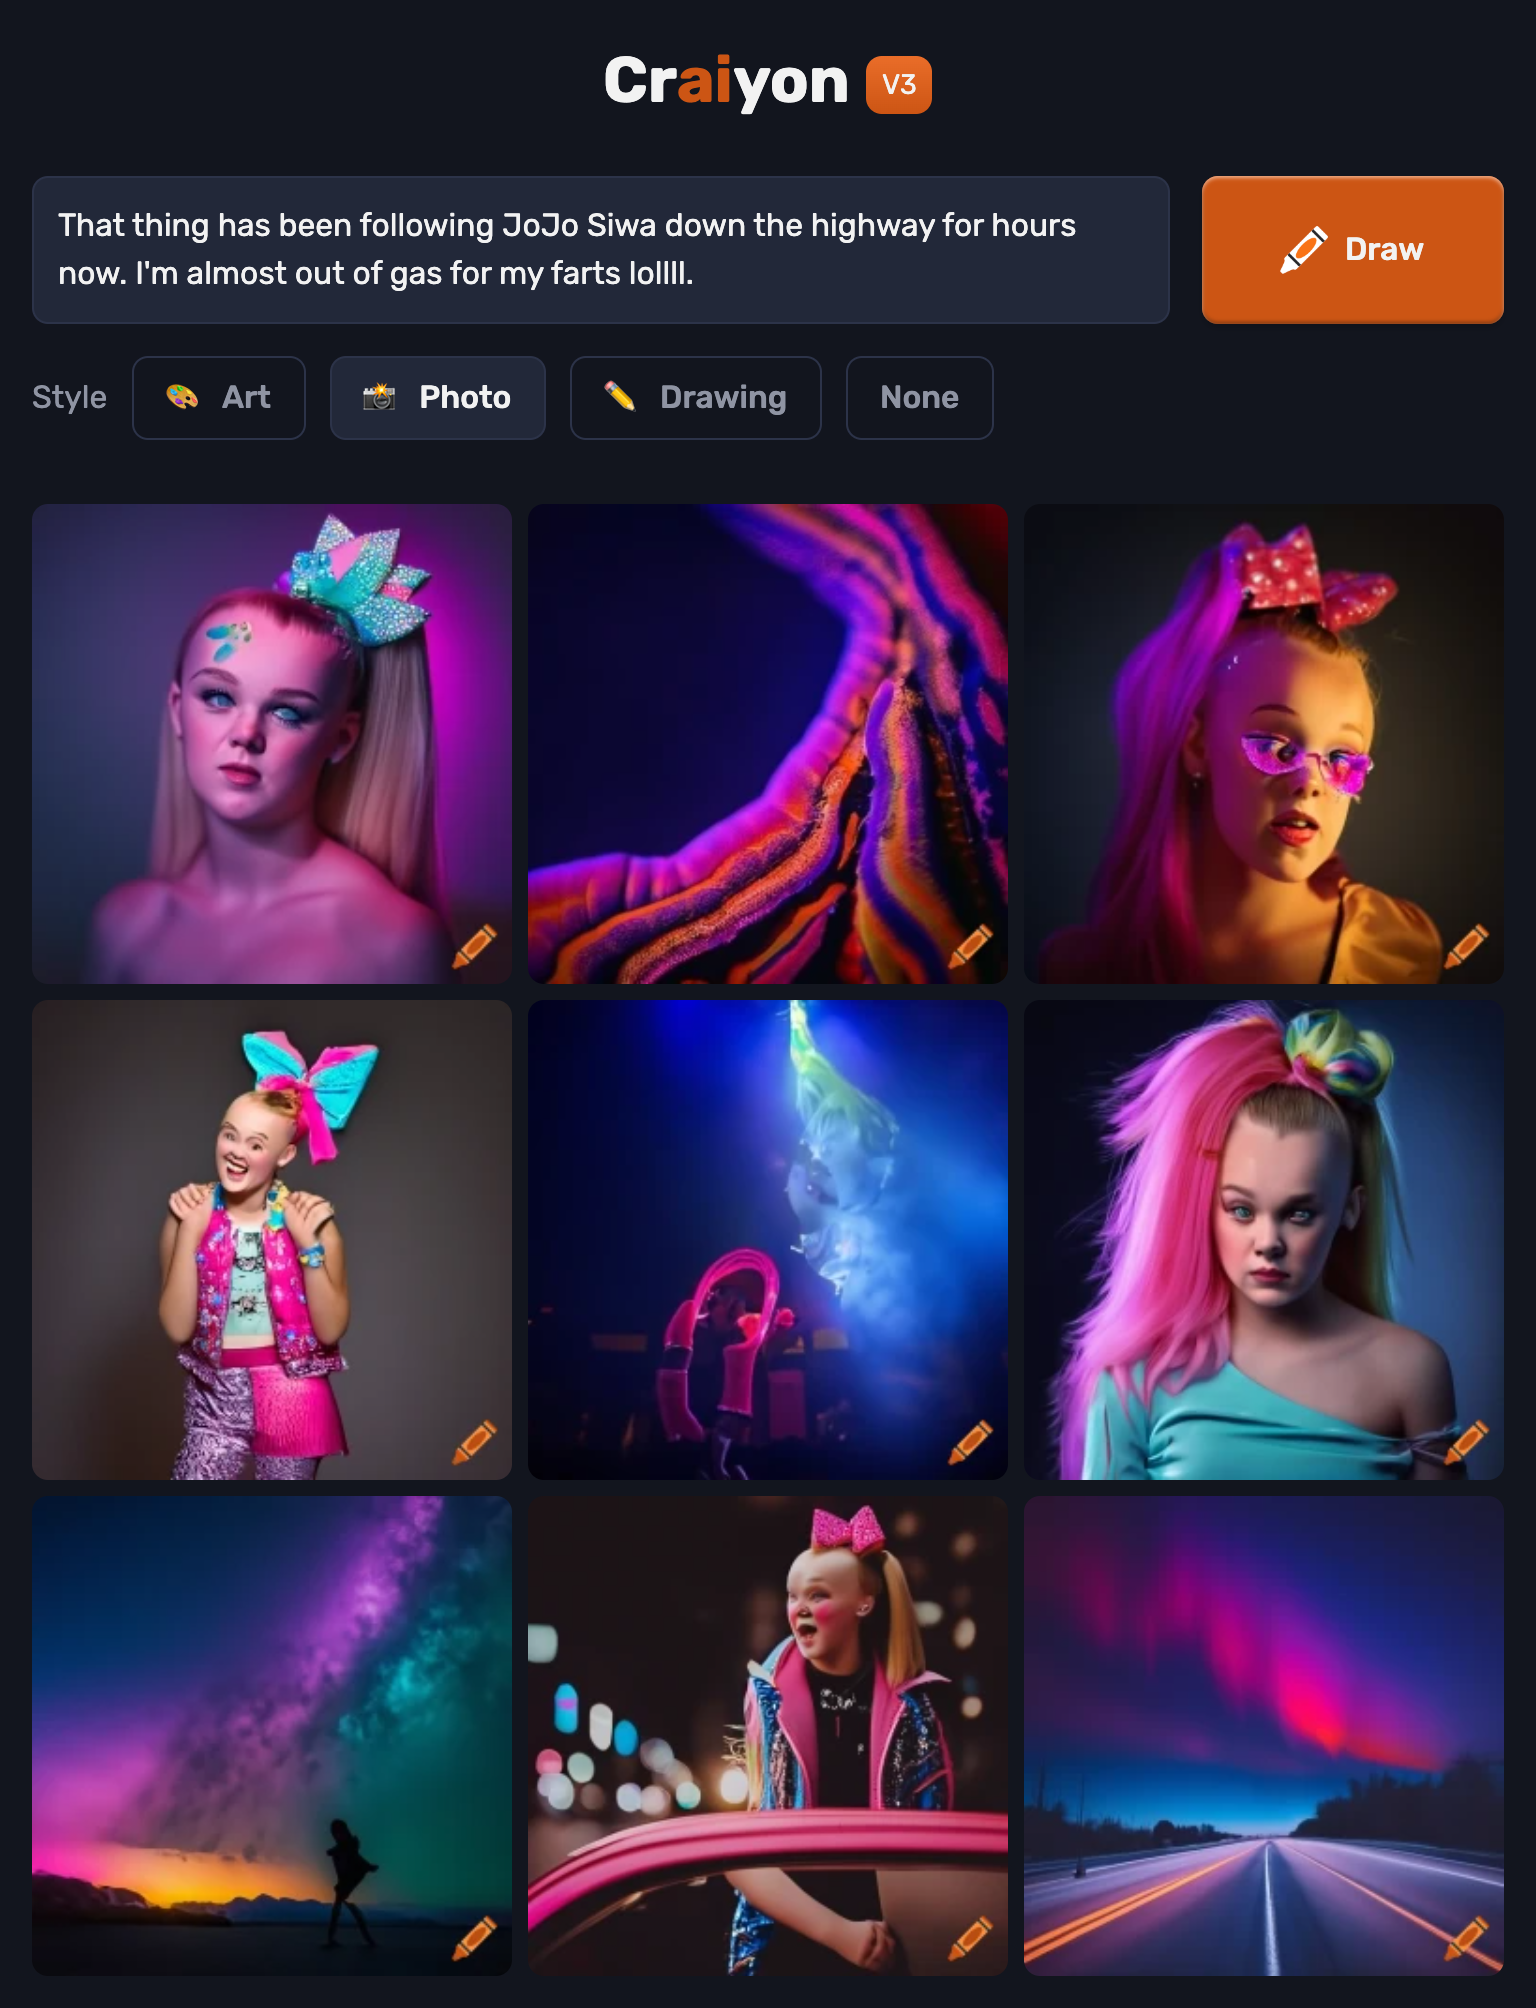 Craiyon V3
That thing has been following JoJo Siwa down the highway for hours
now. I'm almost out of gas for my farts lollll.
Draw
Style Art Photo Drawing None